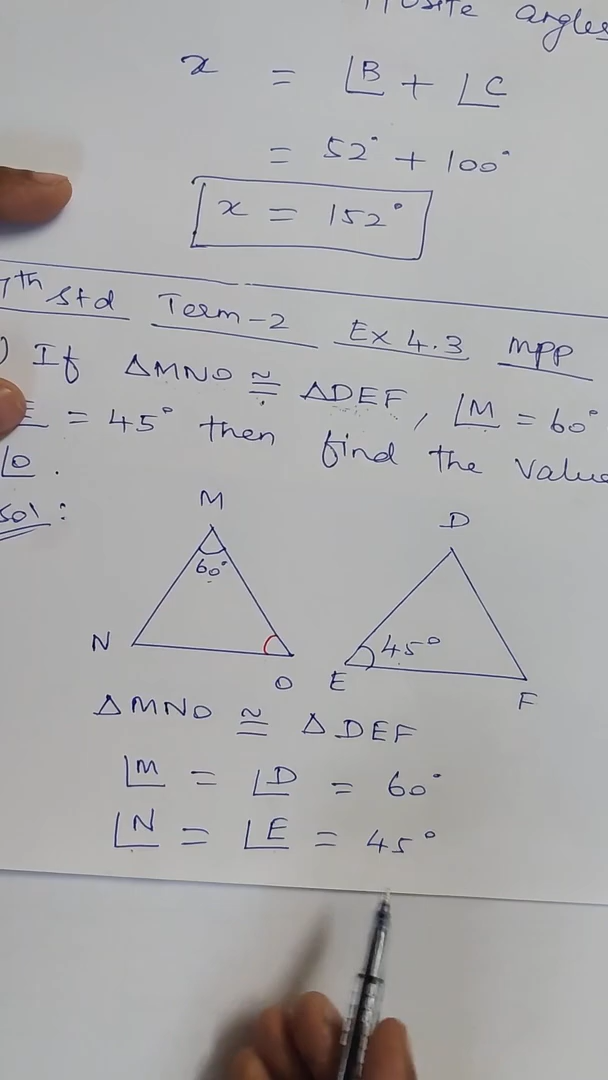 angles
x = ∠B + ∠C
= 52° + 100°
x = 152°
7th Std Term-2 Ex 4.3 MPP
) If ΔMNO ≅ ΔDEF, ∠M = 60°
E = 45° then find the value
∠O.
Sol:
M
D
60°
45°
N
O
E
F
ΔMNO ≅ ΔDEF
∠M = ∠D = 60°
∠N = ∠E = 45°